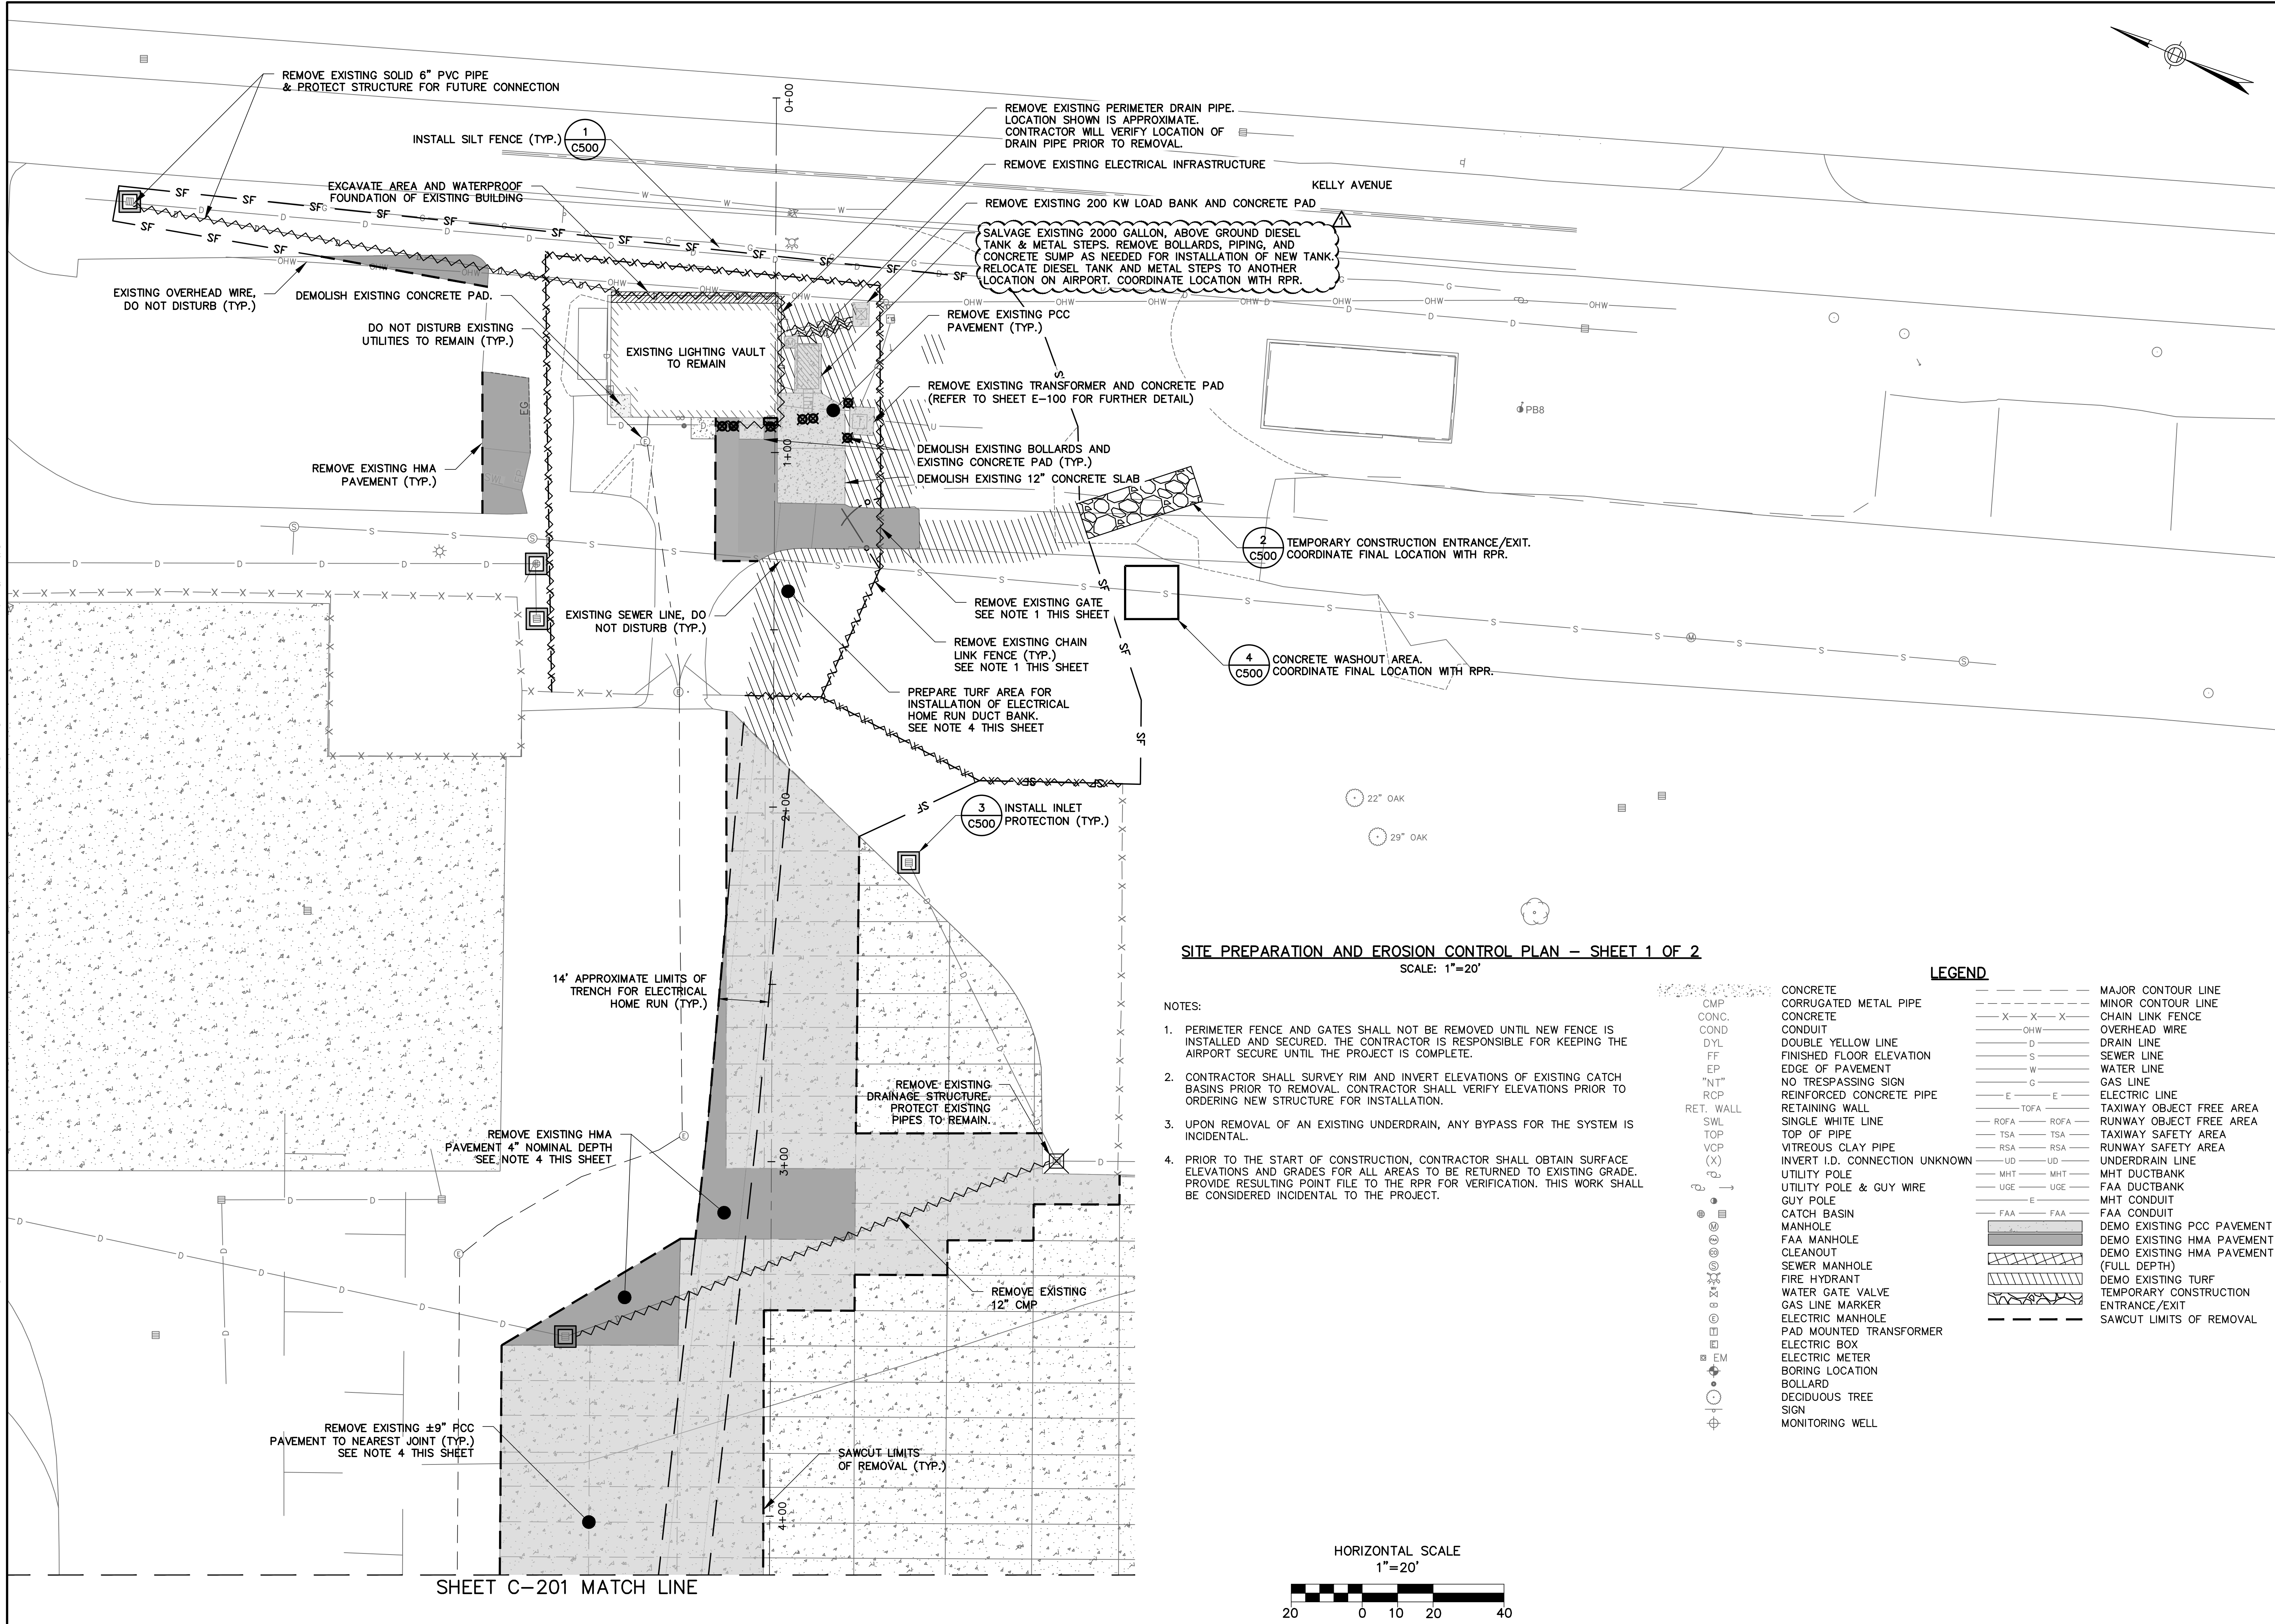 REMOVE EXISTING SOLID 6" PVC PIPE
& PROTECT STRUCTURE FOR FUTURE CONNECTION
INSTALL SILT FENCE (TYP.)
1
C500
EXCAVATE AREA AND WATERPROOF
FOUNDATION OF EXISTING BUILDING
0+00
REMOVE EXISTING PERIMETER DRAIN PIPE.
LOCATION SHOWN IS APPROXIMATE.
CONTRACTOR WILL VERIFY LOCATION OF
DRAIN PIPE PRIOR TO REMOVAL.
REMOVE EXISTING ELECTRICAL INFRASTRUCTURE
KELLY AVENUE
REMOVE EXISTING 200 KW LOAD BANK AND CONCRETE PAD
1
SALVAGE EXISTING 2000 GALLON, ABOVE GROUND DIESEL
TANK & METAL STEPS. REMOVE BOLLARDS, PIPING, AND
CONCRETE SUMP AS NEEDED FOR INSTALLATION OF NEW TANK.
RELOCATE DIESEL TANK AND METAL STEPS TO ANOTHER
LOCATION ON AIRPORT. COORDINATE LOCATION WITH RPR.
EXISTING OVERHEAD WIRE,
DO NOT DISTURB (TYP.)
DEMOLISH EXISTING CONCRETE PAD.
DO NOT DISTURB EXISTING
UTILITIES TO REMAIN (TYP.)
EXISTING LIGHTING VAULT
TO REMAIN
REMOVE EXISTING PCC
PAVEMENT (TYP.)
REMOVE EXISTING TRANSFORMER AND CONCRETE PAD
(REFER TO SHEET E-100 FOR FURTHER DETAIL)
PB8
EG
REMOVE EXISTING HMA
PAVEMENT (TYP.)
1+00
DEMOLISH EXISTING BOLLARDS AND
EXISTING CONCRETE PAD (TYP.)
DEMOLISH EXISTING 12" CONCRETE SLAB
2
C500
TEMPORARY CONSTRUCTION ENTRANCE/EXIT.
COORDINATE FINAL LOCATION WITH RPR.
EXISTING SEWER LINE, DO
NOT DISTURB (TYP.)
REMOVE EXISTING GATE
SEE NOTE 1 THIS SHEET
REMOVE EXISTING CHAIN
LINK FENCE (TYP.)
SEE NOTE 1 THIS SHEET
4
C500
CONCRETE WASHOUT AREA.
COORDINATE FINAL LOCATION WITH RPR.
PREPARE TURF AREA FOR
INSTALLATION OF ELECTRICAL
HOME RUN DUCT BANK.
SEE NOTE 4 THIS SHEET
2+00
3
C500
INSTALL INLET
PROTECTION (TYP.)
22" OAK
29" OAK
14' APPROXIMATE LIMITS OF
TRENCH FOR ELECTRICAL
HOME RUN (TYP.)
REMOVE EXISTING
DRAINAGE STRUCTURE.
PROTECT EXISTING
PIPES TO REMAIN.
REMOVE EXISTING HMA
PAVEMENT 4" NOMINAL DEPTH
SEE NOTE 4 THIS SHEET
3+00
REMOVE EXISTING
12" CMP
REMOVE EXISTING ±9" PCC
PAVEMENT TO NEAREST JOINT (TYP.)
SEE NOTE 4 THIS SHEET
SAWCUT LIMITS
OF REMOVAL (TYP.)
4+00
SHEET C-201 MATCH LINE
SITE PREPARATION AND EROSION CONTROL PLAN - SHEET 1 OF 2
SCALE: 1"=20'
NOTES:
1. PERIMETER FENCE AND GATES SHALL NOT BE REMOVED UNTIL NEW FENCE IS
INSTALLED AND SECURED. THE CONTRACTOR IS RESPONSIBLE FOR KEEPING THE
AIRPORT SECURE UNTIL THE PROJECT IS COMPLETE.
2. CONTRACTOR SHALL SURVEY RIM AND INVERT ELEVATIONS OF EXISTING CATCH
BASINS PRIOR TO REMOVAL. CONTRACTOR SHALL VERIFY ELEVATIONS PRIOR TO
ORDERING NEW STRUCTURE FOR INSTALLATION.
3. UPON REMOVAL OF AN EXISTING UNDERDRAIN, ANY BYPASS FOR THE SYSTEM IS
INCIDENTAL.
4. PRIOR TO THE START OF CONSTRUCTION, CONTRACTOR SHALL OBTAIN SURFACE
ELEVATIONS AND GRADES FOR ALL AREAS TO BE RETURNED TO EXISTING GRADE.
PROVIDE RESULTING POINT FILE TO THE RPR FOR VERIFICATION. THIS WORK SHALL
BE CONSIDERED INCIDENTAL TO THE PROJECT.
LEGEND
CONCRETE
CMP CORRUGATED METAL PIPE
CONC. CONCRETE
COND CONDUIT
DYL DOUBLE YELLOW LINE
FF FINISHED FLOOR ELEVATION
EP EDGE OF PAVEMENT
"NT" NO TRESPASSING SIGN
RCP REINFORCED CONCRETE PIPE
RET. WALL RETAINING WALL
SWL SINGLE WHITE LINE
TOP TOP OF PIPE
VCP VITREOUS CLAY PIPE
(X) INVERT I.D. CONNECTION UNKNOWN
UTILITY POLE
UTILITY POLE & GUY WIRE
GUY POLE
CATCH BASIN
M MANHOLE
FAA MANHOLE
CLEANOUT
S SEWER MANHOLE
FIRE HYDRANT
WATER GATE VALVE
GAS LINE MARKER
E ELECTRIC MANHOLE
T PAD MOUNTED TRANSFORMER
E ELECTRIC BOX
EM ELECTRIC METER
BORING LOCATION
BOLLARD
DECIDUOUS TREE
SIGN
MONITORING WELL
MAJOR CONTOUR LINE
MINOR CONTOUR LINE
X X X CHAIN LINK FENCE
OHW OVERHEAD WIRE
D DRAIN LINE
S SEWER LINE
W WATER LINE
G GAS LINE
E E ELECTRIC LINE
TOFA TAXIWAY OBJECT FREE AREA
ROFA ROFA RUNWAY OBJECT FREE AREA
TSA TSA TAXIWAY SAFETY AREA
RSA RSA RUNWAY SAFETY AREA
UD UD UNDERDRAIN LINE
MHT MHT MHT DUCTBANK
UGE UGE FAA DUCTBANK
E MHT CONDUIT
FAA FAA FAA CONDUIT
DEMO EXISTING PCC PAVEMENT
DEMO EXISTING HMA PAVEMENT
DEMO EXISTING HMA PAVEMENT
(FULL DEPTH)
DEMO EXISTING TURF
TEMPORARY CONSTRUCTION
ENTRANCE/EXIT
SAWCUT LIMITS OF REMOVAL
HORIZONTAL SCALE
1"=20'
20 0 10 20 40